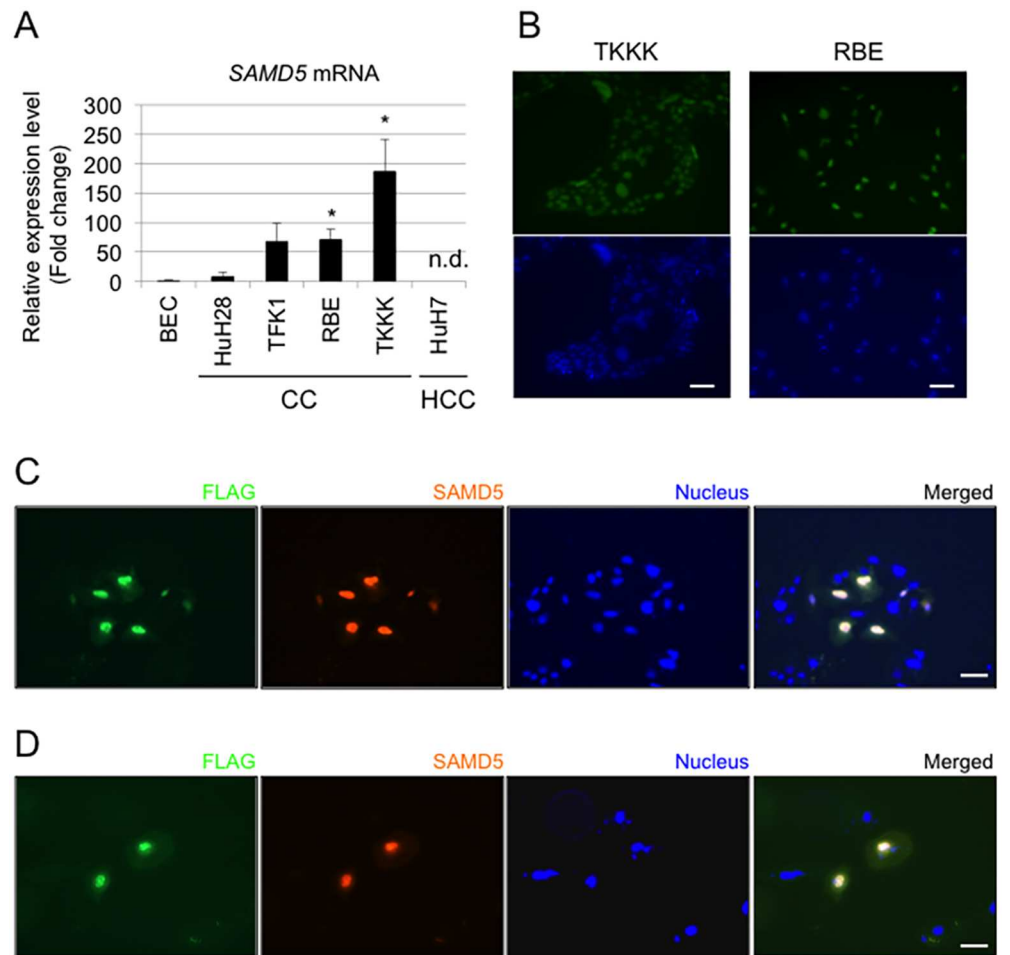 A
SAMD5 mRNA
Relative expression level
(Fold change)
300
250
200
150
100
50
0
*
*
n.d.
BEC
HuH28
TFK1
RBE
TKKK
HuH7
CC
HCC
B
TKKK
RBE
C
FLAG
SAMD5
Nucleus
Merged
D
FLAG
SAMD5
Nucleus
Merged